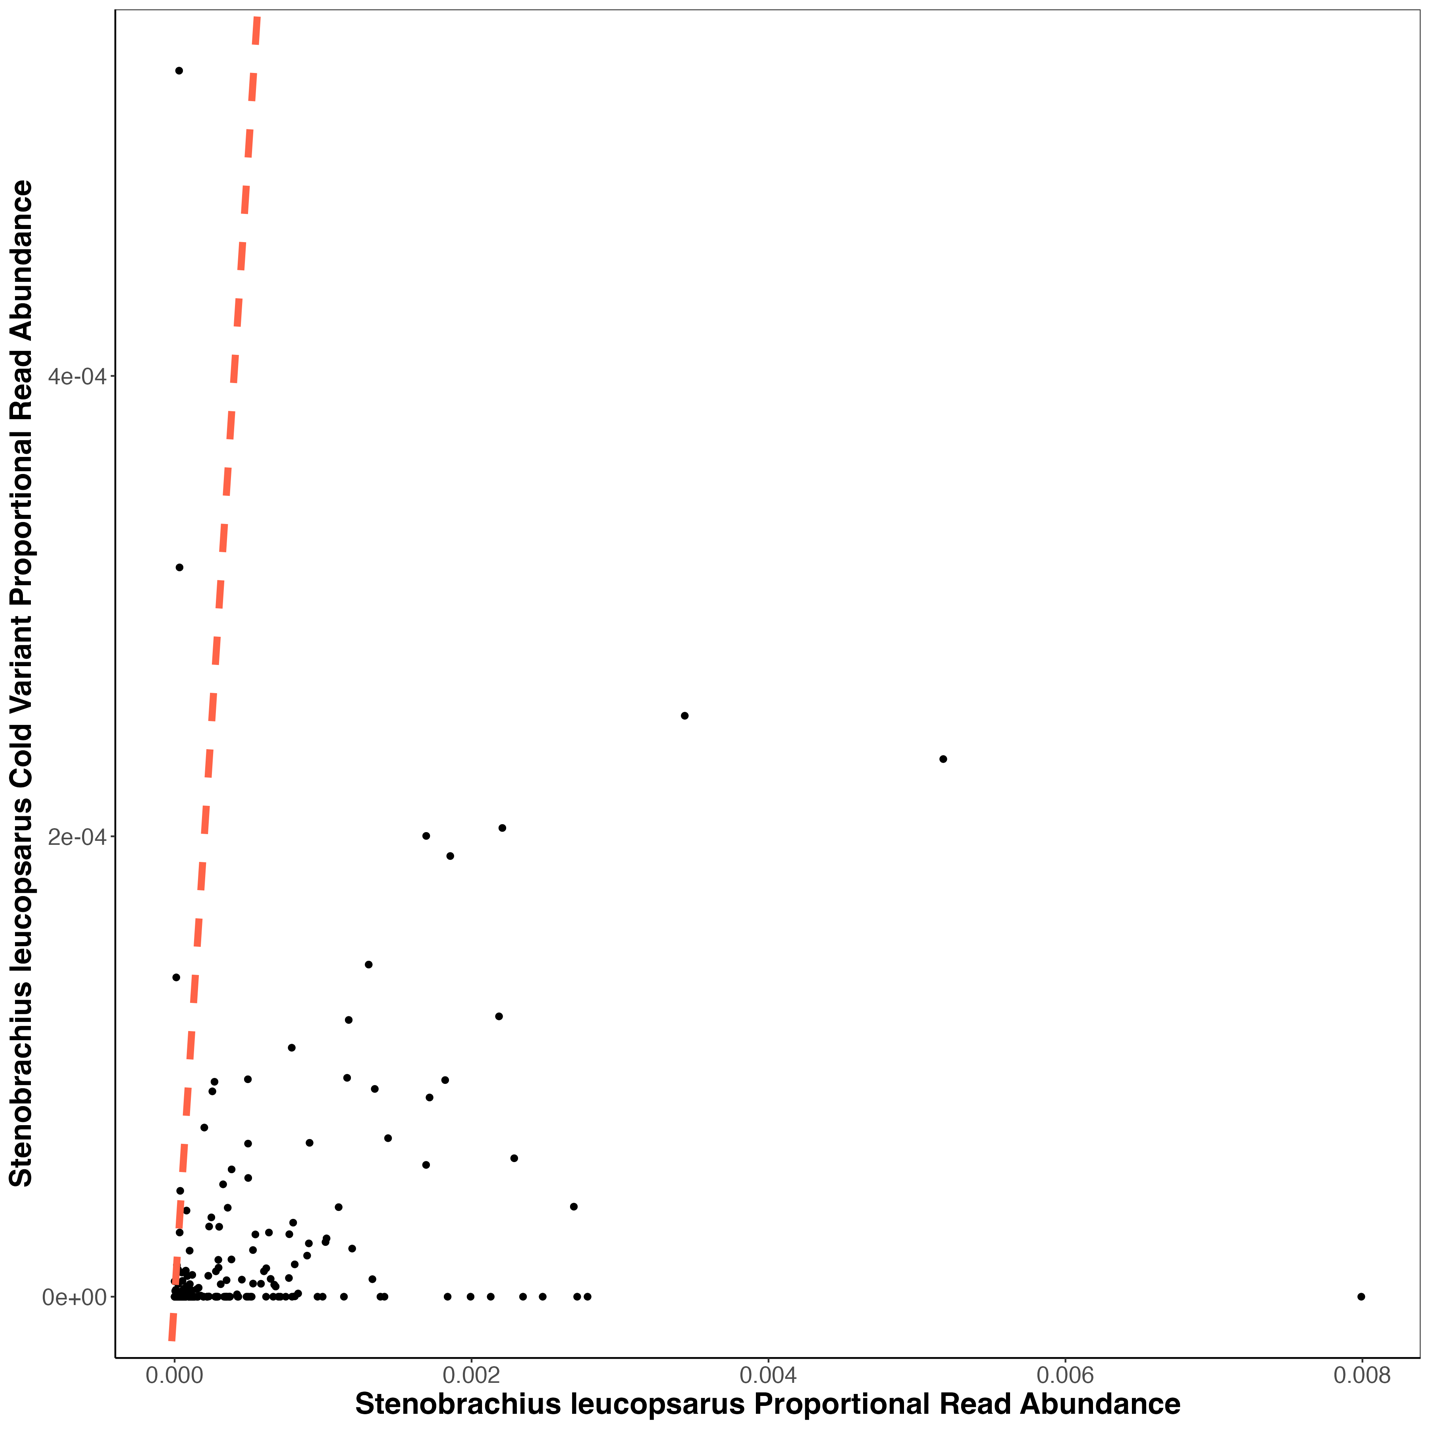 Stenobrachius leucopsarus Cold Variant Proportional Read Abundance
4e-04
2e-04
0e+00
0.000
0.002
0.004
0.006
0.008
Stenobrachius leucopsarus Proportional Read Abundance